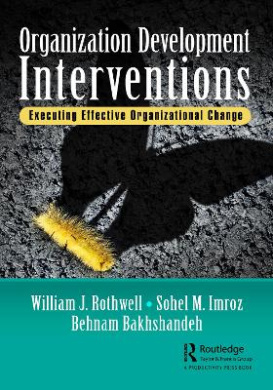 Organization Development
Interventions
Executing Effective Organizational Change
William J. Rothwell • Sohel M. Imroz
Behnam Bakhshandeh
Routledge
Taylor & Francis Group
A PRODUCTIVITY PRESS BOOK